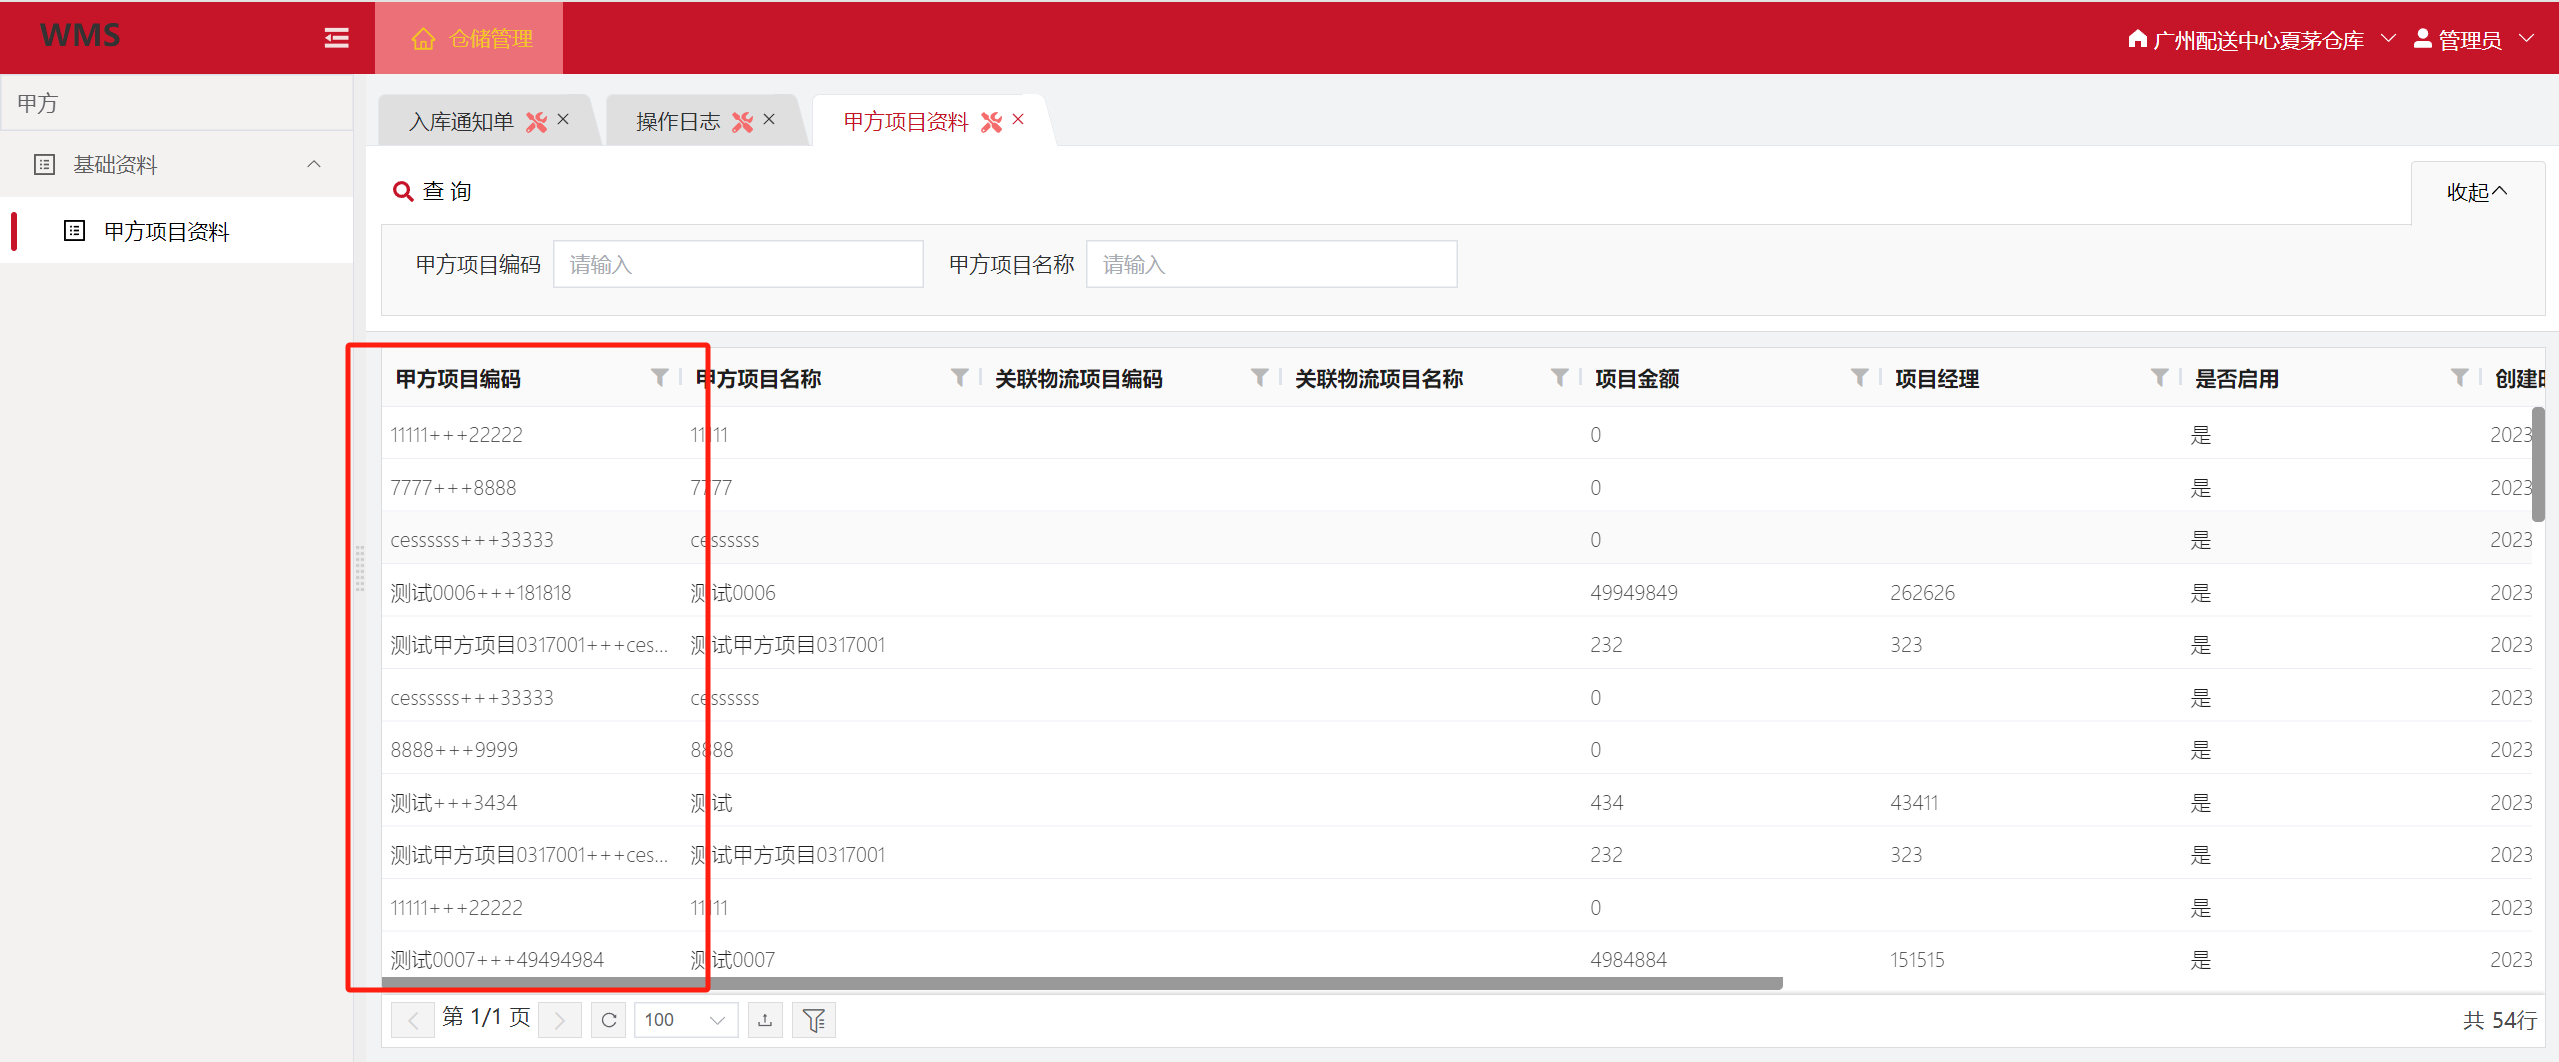 WMS
仓储管理
广州配送中心夏茅仓库
管理员
甲方
基础资料
甲方项目资料
入库通知单
操作日志
甲方项目资料
查 询
收起
甲方项目编码 请输入 甲方项目名称 请输入
甲方项目编码 甲方项目名称 关联物流项目编码 关联物流项目名称 项目金额 项目经理 是否启用 创建
11111+++22222 11111 0 是 2023
7777+++8888 7777 0 是 2023
cessssss+++33333 cessssss 0 是 2023
测试0006+++181818 测试0006 49949849 262626 是 2023
测试甲方项目0317001+++ces... 测试甲方项目0317001 232 323 是 2023
cessssss+++33333 cessssss 0 是 2023
8888+++9999 8888 0 是 2023
测试+++3434 测试 434 43411 是 2023
测试甲方项目0317001+++ces... 测试甲方项目0317001 232 323 是 2023
11111+++22222 11111 0 是 2023
测试0007+++49494984 测试0007 4984884 151515 是 2023
第 1/1 页 100 共 54行